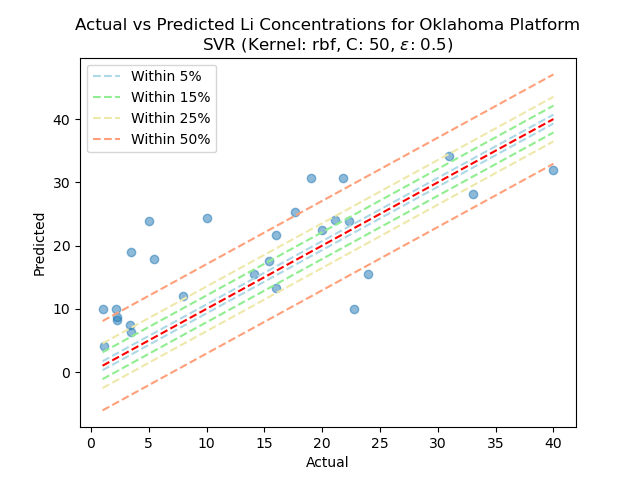 Actual vs Predicted Li Concentrations for Oklahoma Platform
SVR (Kernel: rbf, C: 50, ε: 0.5)
Within 5%
Within 15%
Within 25%
Within 50%
Predicted
40
30
20
10
0
0 5 10 15 20 25 30 35 40
Actual